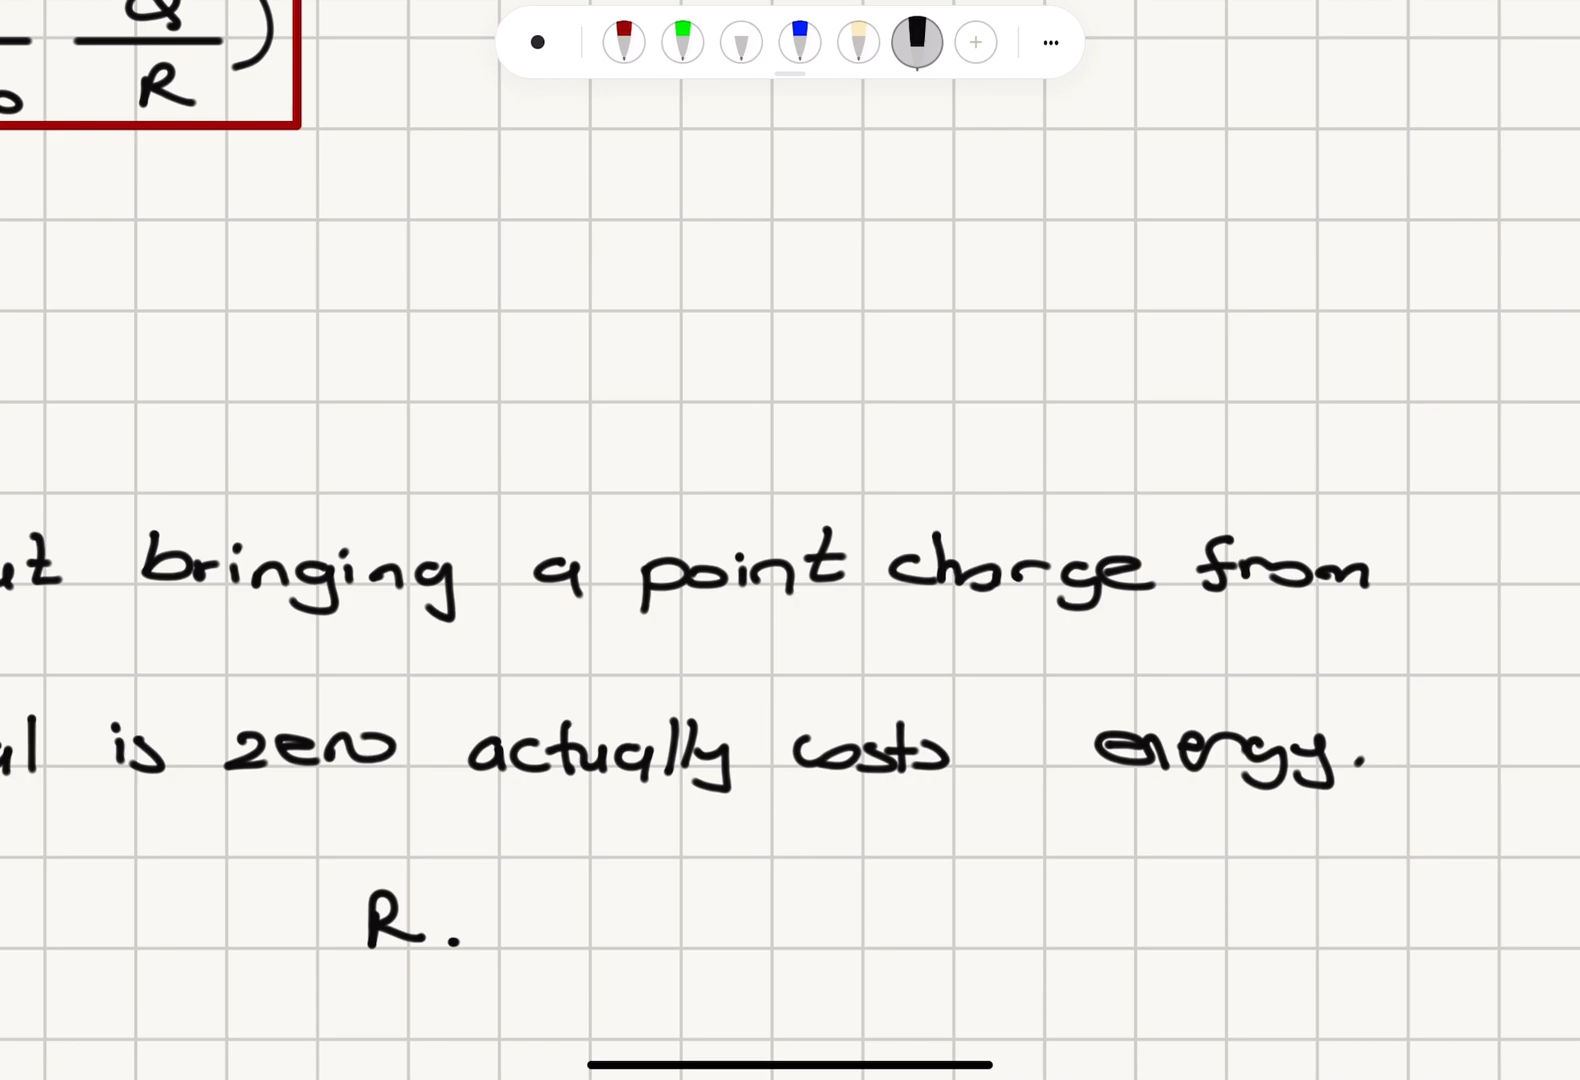 Q
R
bringing a point charge from
is zero actually costs energy.
R.